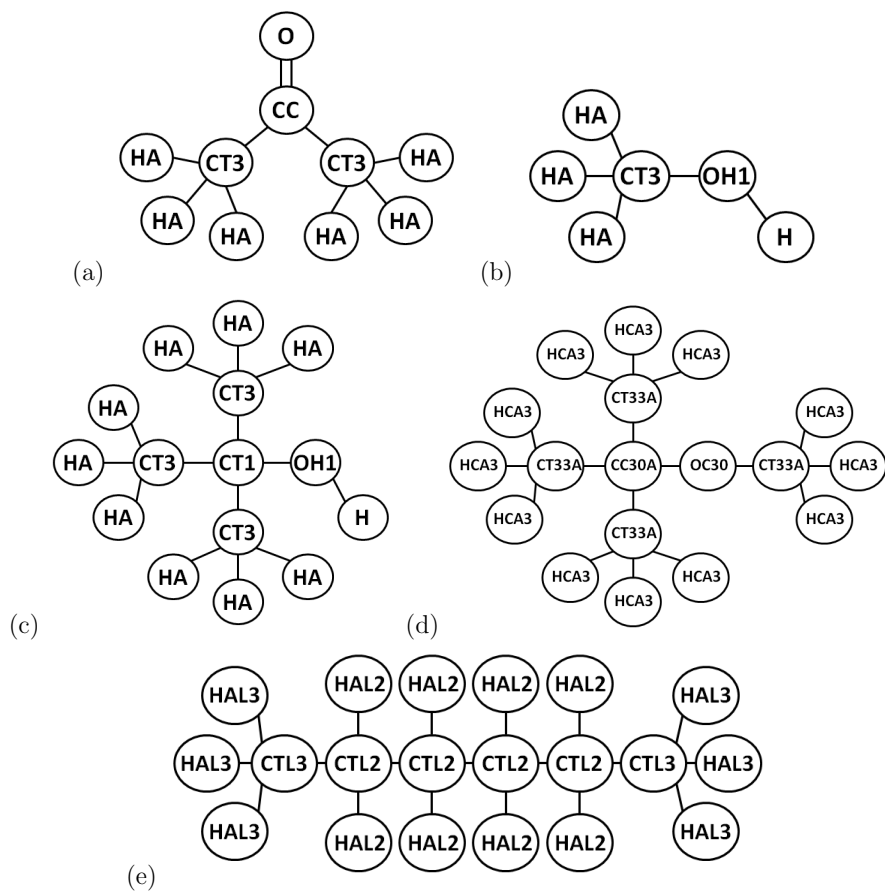 O
CC
HA CT3 CT3 HA
HA HA HA HA
(a)
HA
HA CT3 OH1
HA H
(b)
HA
HA HA
CT3
HA
HA CT3 CT1 OH1
HA H
CT3
HA HA
HA
(c)
HCA3
HCA3 HCA3
CT33A
HCA3 HCA3
HCA3 CT33A CC30A OC30 CT33A HCA3
HCA3 HCA3
CT33A
HCA3 HCA3
HCA3
(d)
HAL3 HAL2 HAL2 HAL2 HAL2 HAL3
HAL3 CTL3 CTL2 CTL2 CTL2 CTL2 CTL3 HAL3
HAL3 HAL2 HAL2 HAL2 HAL2 HAL3
(e)